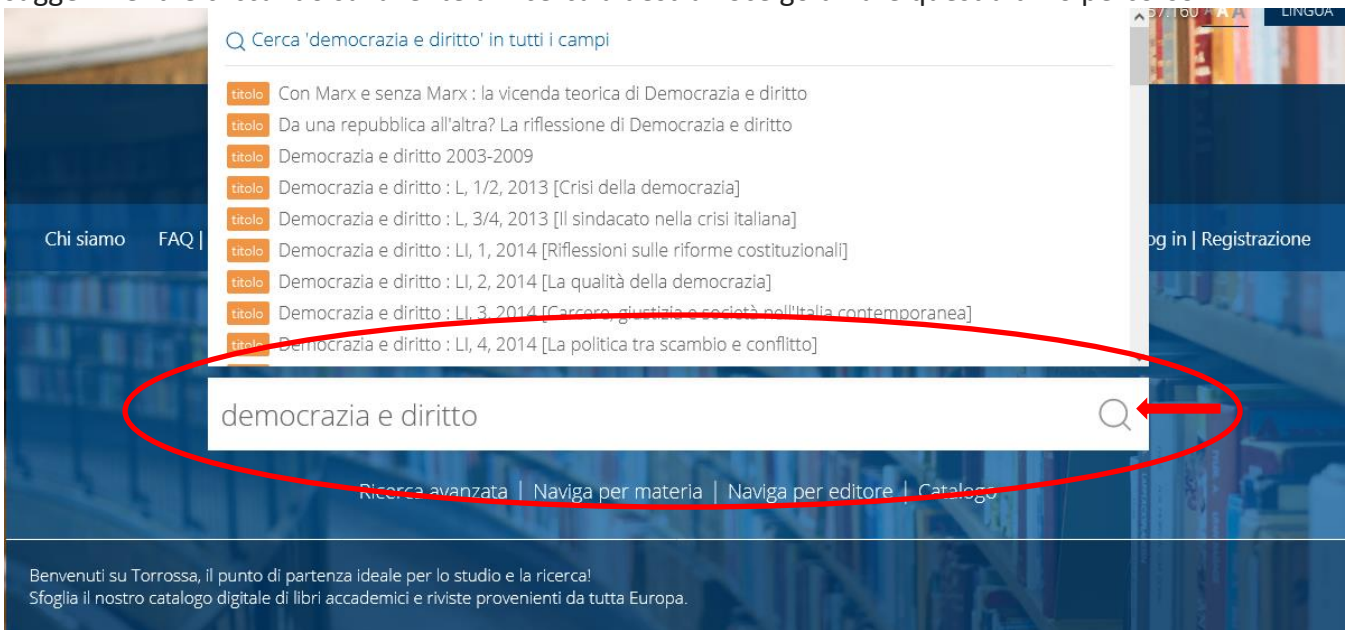 57.160 A A A LINGUA
Cerca 'democrazia e diritto' in tutti i campi
titolo Con Marx e senza Marx : la vicenda teorica di Democrazia e diritto
titolo Da una repubblica all'altra? La riflessione di Democrazia e diritto
titolo Democrazia e diritto 2003-2009
titolo Democrazia e diritto : L, 1/2, 2013 [Crisi della democrazia]
titolo Democrazia e diritto : L, 3/4, 2013 [Il sindacato nella crisi italiana]
titolo Democrazia e diritto : LI, 1, 2014 [Riflessioni sulle riforme costituzionali]
titolo Democrazia e diritto : LI, 2, 2014 [La qualità della democrazia]
titolo Democrazia e diritto : LI, 3, 2014 [Carcere, giustizia e società nell'Italia contemporanea]
titolo Democrazia e diritto : LI, 4, 2014 [La politica tra scambio e conflitto]
Chi siamo FAQ | og in | Registrazione
democrazia e diritto
Ricerca avanzata | Naviga per materia | Naviga per editore | Catalogo
Benvenuti su Torrossa, il punto di partenza ideale per lo studio e la ricerca!
Sfoglia il nostro catalogo digitale di libri accademici e riviste provenienti da tutta Europa.